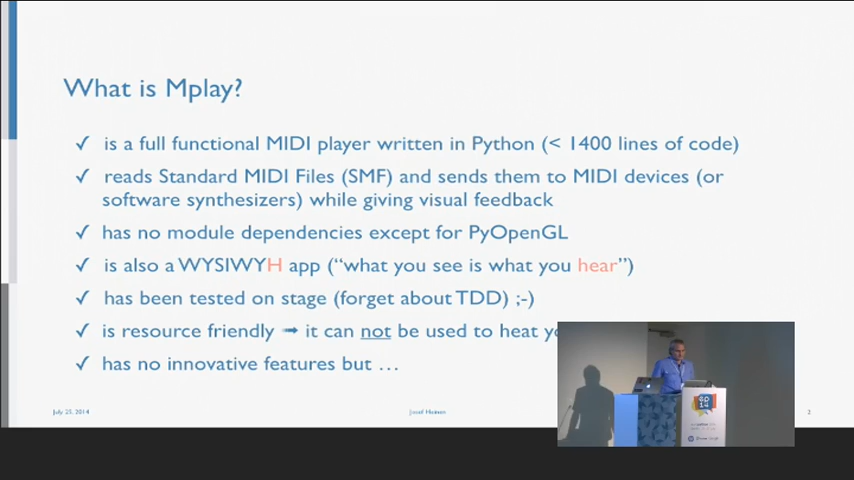 What is Mplay?
✓ is a full functional MIDI player written in Python (< 1400 lines of code)
✓ reads Standard MIDI Files (SMF) and sends them to MIDI devices (or
software synthesizers) while giving visual feedback
✓ has no module dependencies except for PyOpenGL
✓ is also a WYSIWYH app (“what you see is what you hear”)
✓ has been tested on stage (forget about TDD) ;-)
✓ is resource friendly ➞ it can not be used to heat
✓ has no innovative features but …
July 25, 2014
2